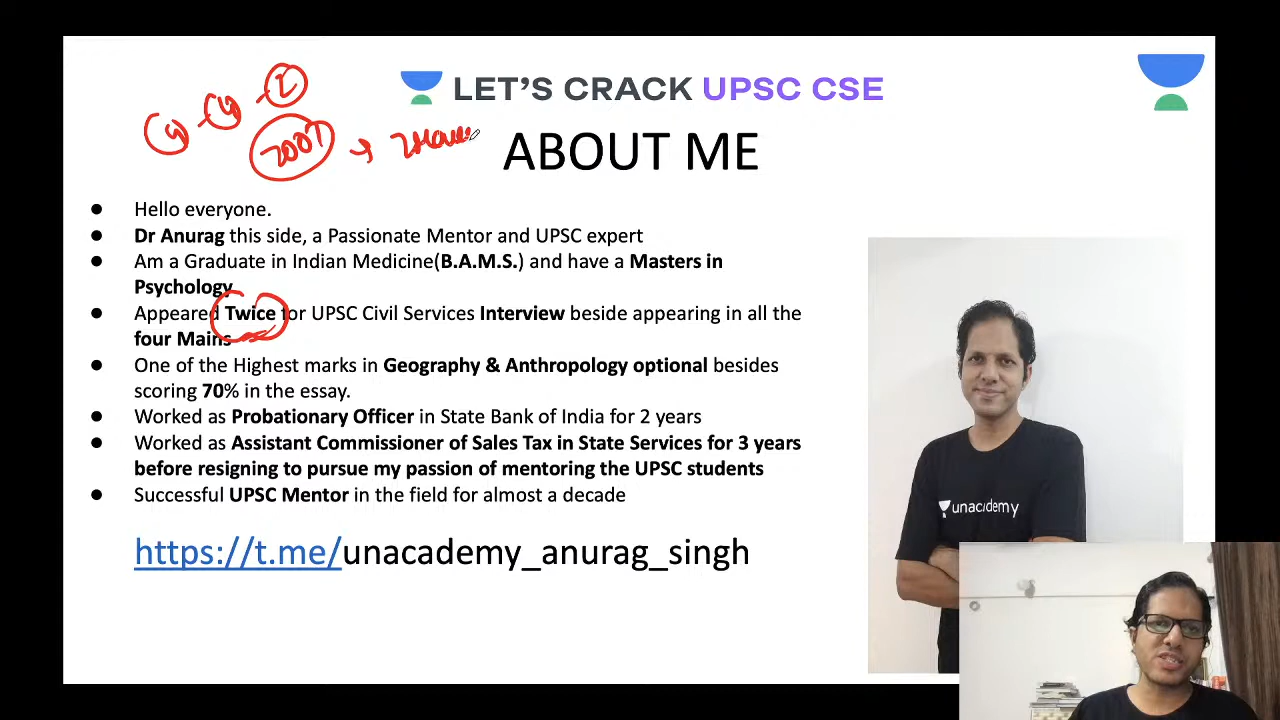 LET'S CRACK UPSC CSE
ABOUT ME
● Hello everyone.
● Dr Anurag this side, a Passionate Mentor and UPSC expert
● Am a Graduate in Indian Medicine(B.A.M.S.) and have a Masters in
Psychology
● Appeared Twice for UPSC Civil Services Interview beside appearing in all the
four Mains
● One of the Highest marks in Geography & Anthropology optional besides
scoring 70% in the essay.
● Worked as Probationary Officer in State Bank of India for 2 years
● Worked as Assistant Commissioner of Sales Tax in State Services for 3 years
before resigning to pursue my passion of mentoring the UPSC students
● Successful UPSC Mentor in the field for almost a decade
https://t.me/unacademy_anurag_singh
unacademy